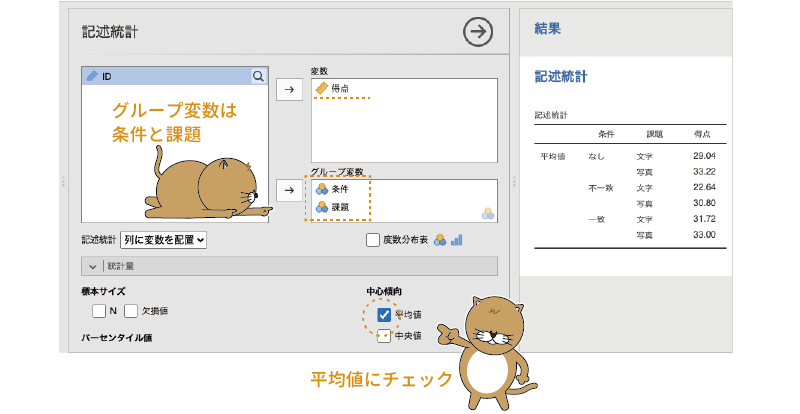 記述統計
ID
グループ変数は
条件と課題
変数
得点
グループ変数
条件
課題
記述統計 列に変数を配置
度数分布表
統計量
標本サイズ
N 欠損値
パーセンタイル値
中心傾向
平均値
中央値
平均値にチェック
結果
記述統計
記述統計
条件 課題 得点
平均値 なし 文字 29.04
写真 33.22
不一致 文字 22.64
写真 30.80
一致 文字 31.72
写真 33.00